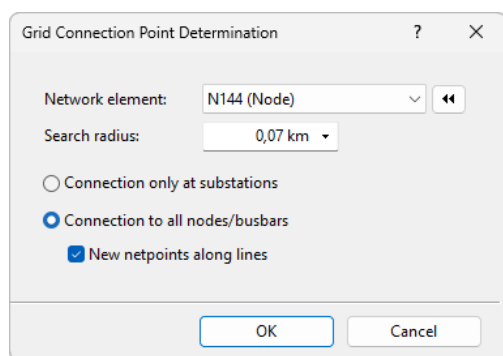 Grid Connection Point Determination ?
Network element: N144 (Node)
Search radius: 0,07 km
Connection only at substations
Connection to all nodes/busbars
New netpoints along lines
OK Cancel